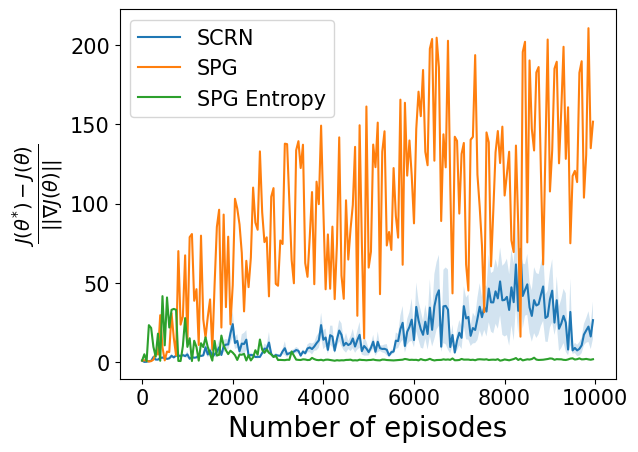 SCRN
SPG
SPG Entropy
200
150
100
50
0
J(θ*) − J(θ)
||∇J(θ)||
0 2000 4000 6000 8000 10000
Number of episodes